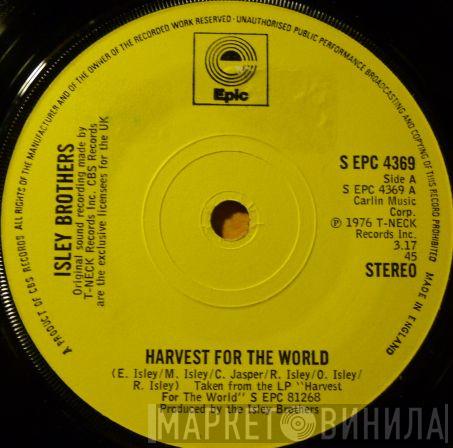 MANUFACTURER AND OF THE OWNER OF THE RECORDED WORK RESERVED · UNAUTHORISED PUBLIC PERFORMANCE BROADCASTING AND COPYING OF THIS RECORD PROHIBITED
MADE IN ENGLAND
A PRODUCT OF CBS RECORDS ALL RIGHTS OF THE
Epic
ISLEY BROTHERS
Original sound recording made by
T-NECK Records Inc. CBS Records
are the exclusive licensees for the UK
S EPC 4369
Side A
S EPC 4369 A
Carlin Music
Corp.
℗ 1976 T-NECK
Records Inc.
3.17
45
STEREO
HARVEST FOR THE WORLD
(E. Isley/M. Isley/C. Jasper/R. Isley/O. Isley/
R. Isley) Taken from the LP "Harvest
For The World" S EPC 81268
Produced by the Isley Brothers
МАРКЕТ ВИНИЛА